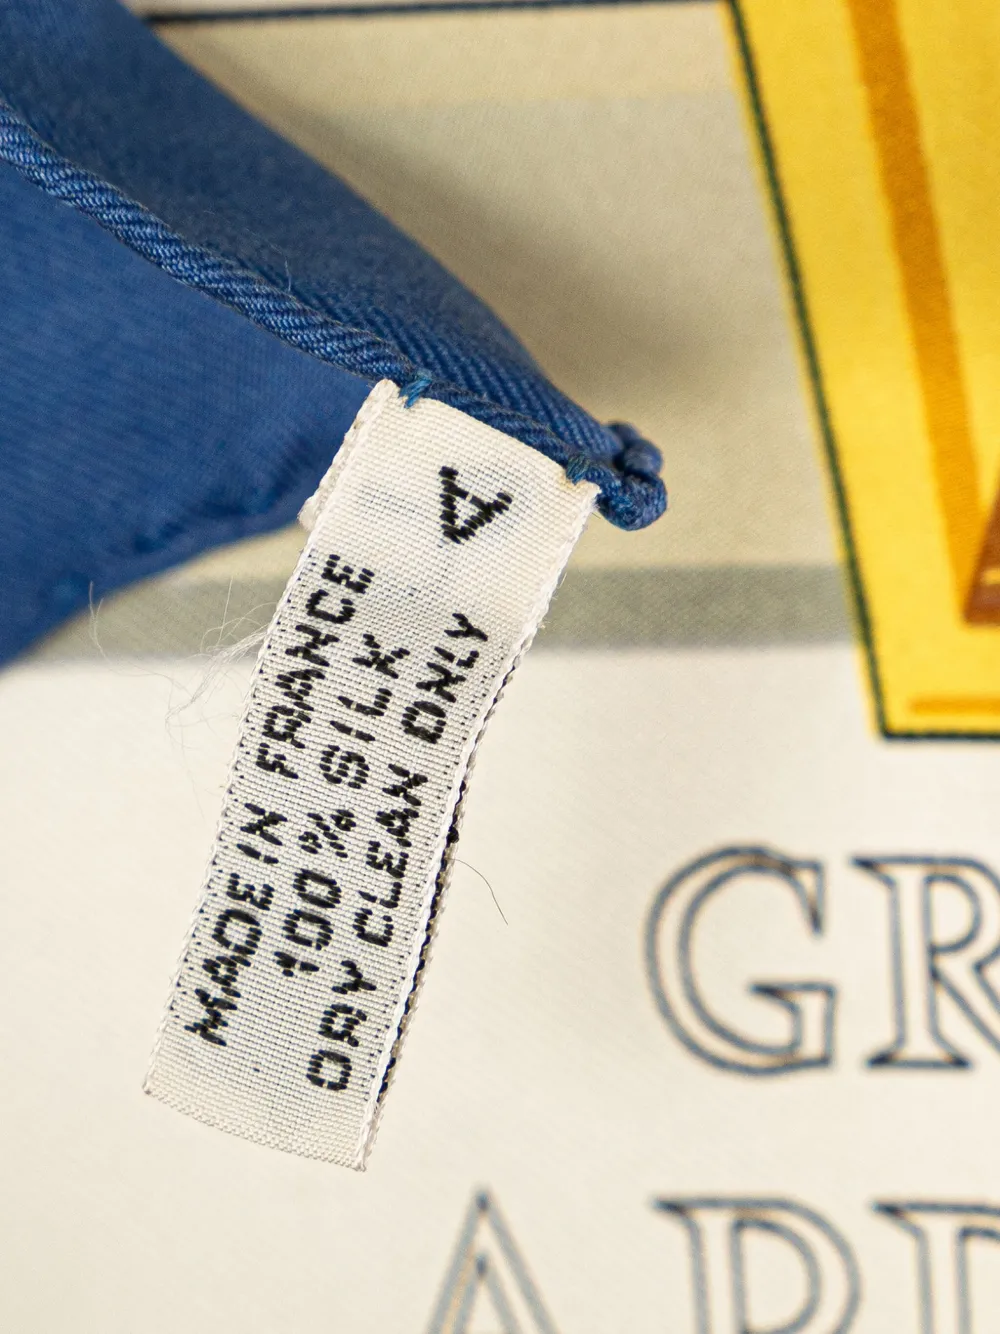 MADE IN FRANCE
100% SILK
DRY CLEAN ONLY
A
GR